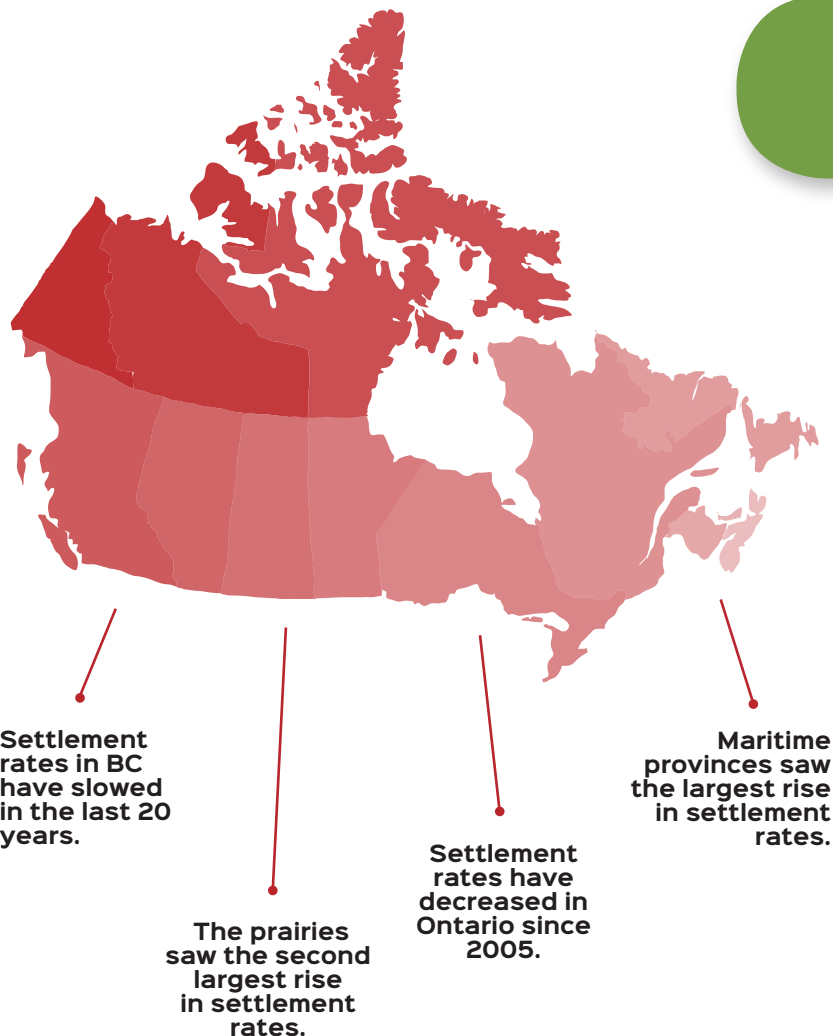 Settlement
rates in BC
have slowed
in the last 20
years.
The prairies
saw the second
largest rise
in settlement
rates.
Settlement
rates have
decreased in
Ontario since
2005.
Maritime
provinces saw
the largest rise
in settlement
rates.